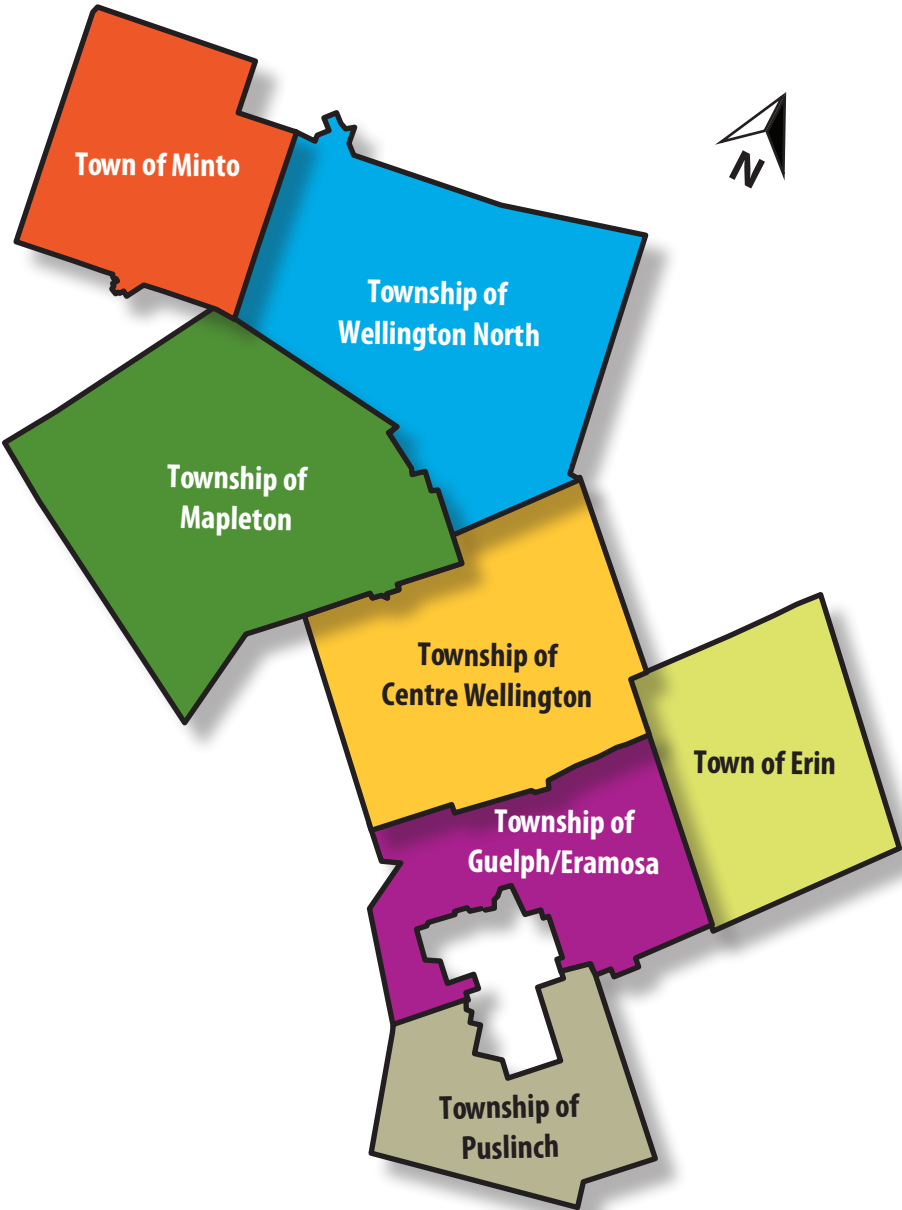 Town of Minto
N
Township of
Wellington North
Township of
Mapleton
Township of
Centre Wellington
Town of Erin
Township of
Guelph/Eramosa
Township of
Puslinch